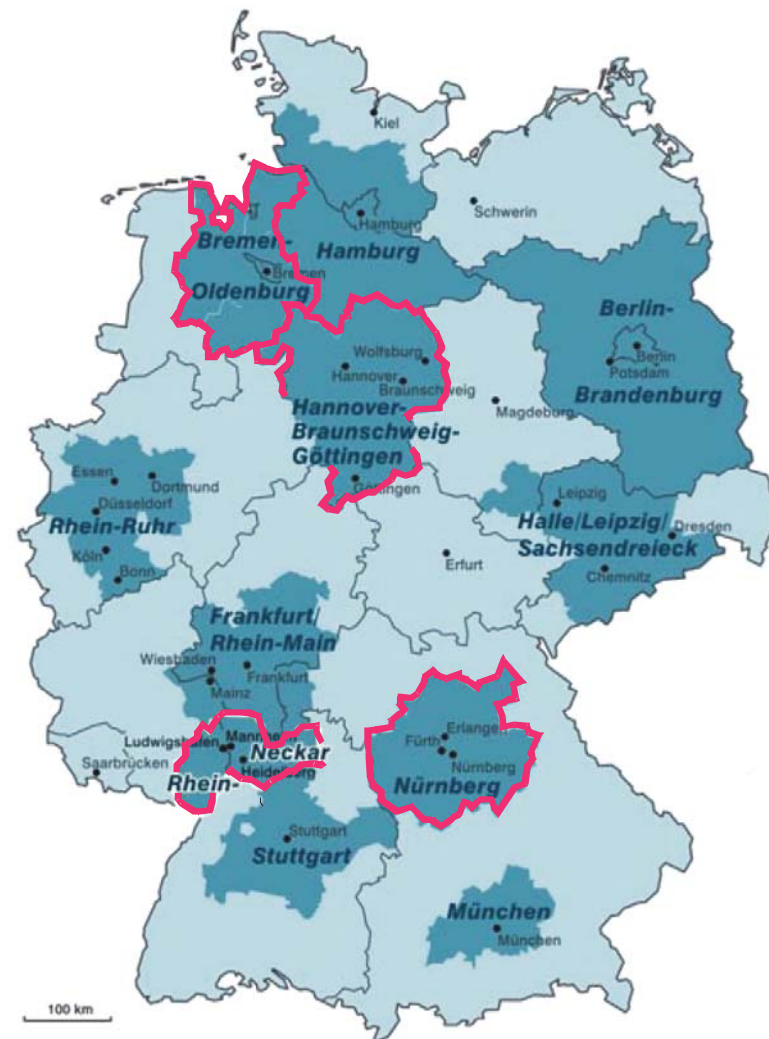 Kiel
Schwerin
Hamburg
Hamburg
Bremen-
Bremen
Oldenburg
Berlin-
Berlin
Potsdam
Brandenburg
Wolfsburg
Hannover
Braunschweig
Magdeburg
Hannover-
Braunschweig-
Göttingen
Göttingen
Essen
Dortmund
Düsseldorf
Rhein-Ruhr
Köln
Bonn
Leipzig
Halle/Leipzig/
Dresden
Sachsendreieck
Chemnitz
Erfurt
Frankfurt/
Rhein-Main
Wiesbaden
Frankfurt
Mainz
Ludwigshafen
Mannheim
Neckar
Heidelberg
Rhein-
Saarbrücken
Erlangen
Fürth
Nürnberg
Nürnberg
Stuttgart
Stuttgart
München
München
100 km